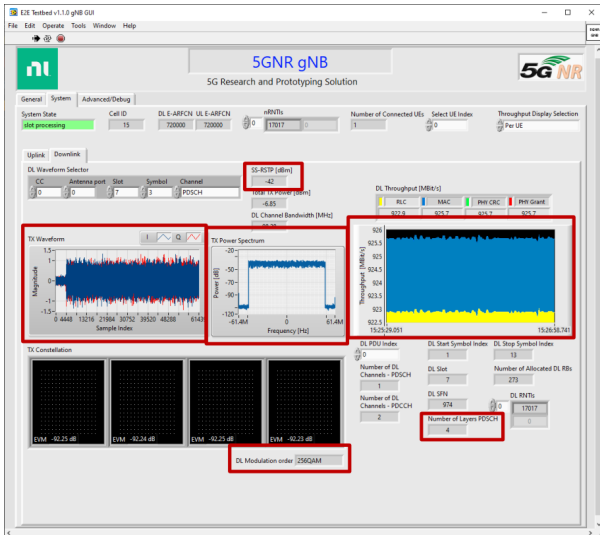 E2E Testbed v1.1.0 gNB GUI
File Edit Operate Tools Window Help
ni
5GNR gNB
5G Research and Prototyping Solution
5G NR
General System Advanced/Debug
System State Cell ID DL E-ARFCN UL E-ARFCN nRNTIs Number of Connected UEs Select UE Index Throughput Display Selection
slot processing 15 720000 720000 0 17017 0 1 0 Per UE
Uplink Downlink
DL Waveform Selector
CC Antenna port Slot Symbol Channel
0 0 7 3 PDSCH
SS-RSTP [dBm]
-42
Total TX Power [dBm]
-6.85
DL Channel Bandwidth [MHz]
DL Throughput [MBit/s]
RLC MAC PHY CRC PHY Grant
922.9 925.7 925.7 925.7
TX Waveform I Q
Magnitude
1.5
1
0
-1
-1.5
0 4448 13216 21984 30752 39520 48288 61439
Sample Index
TX Power Spectrum
Power [dB]
-20
-50
-70
-90
-120
-61.4M 0 61.4M
Frequency [Hz]
Throughput [MBit/s]
926
925.5
925
924.5
924
923.5
923
922.5
15:25:29.051 15:26:58.741
TX Constellation
EVM -92.25 dB EVM -92.24 dB EVM -92.25 dB EVM -92.23 dB
DL Modulation order 256QAM
DL PDU Index DL Start Symbol Index DL Stop Symbol Index
0 1 13
Number of DL Channels - PDSCH DL Slot Number of Allocated DL RBs
1 7 273
Number of DL Channels - PDCCH DL SFN DL RNTIs
2 974 0 17017
0
Number of Layers PDSCH
4